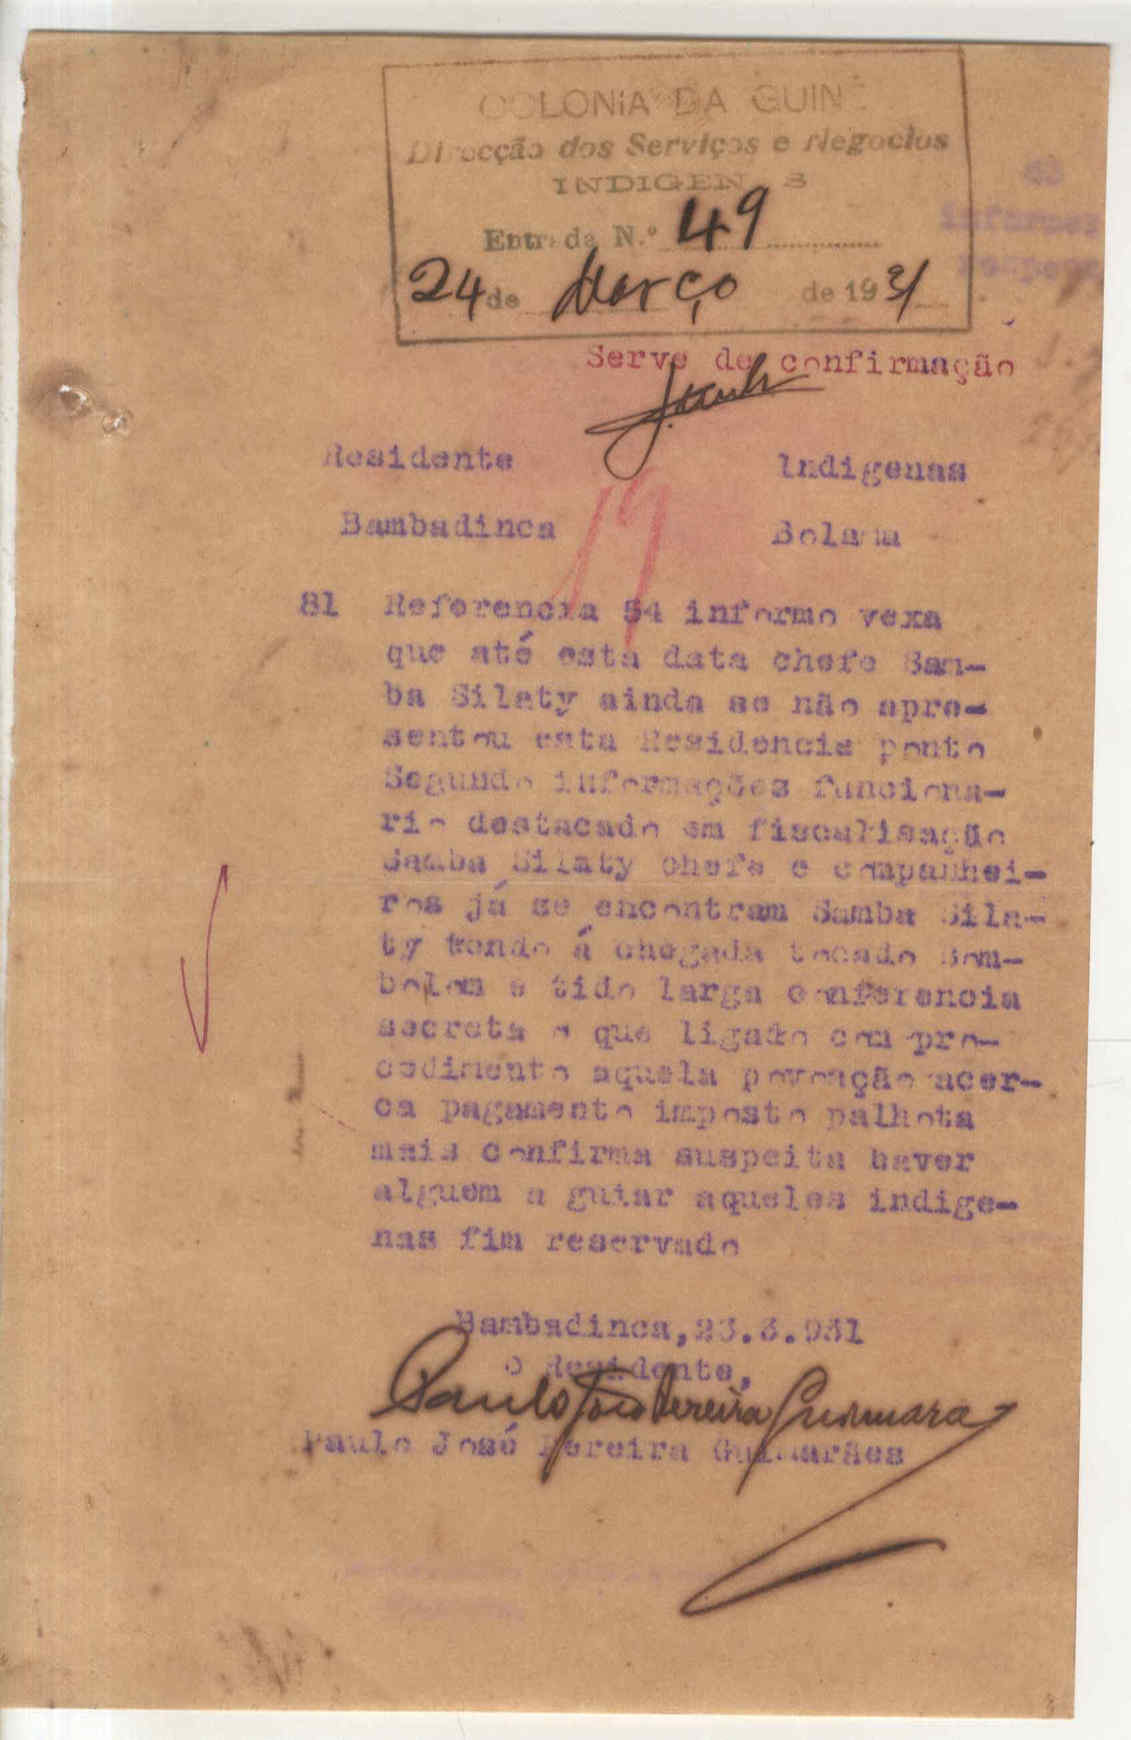 COLONIA DA GUINÉ
Direcção dos Serviços e Negocios
INDIGENAS
Entrada N.º 49
24 de Março de 1931
Serve de confirmação
Residente Indigenas
Bambadinca Bolama
81 Referencia 54 informo vexa
que até esta data chefe Sam-
ba Silaty ainda se não apre-
sentou esta Residencia ponto
Segundo informações funciona-
rio destacado em fiscalisação
Samba Silaty chefe e companhei-
ros já se encontram Samba Sila-
ty tendo á chegada tocado Bom-
bolom e tido larga conferencia
secreta o que ligado com pro-
cedimento aquela povoação acer-
ca pagamento imposto palhota
mais confirma suspeita haver
alguem a guiar aqueles indige-
nas fim reservado
Bambadinca,23.3.931
O Residente,
Paulo José Pereira Guimarães
Paulo José Pereira Guimarães